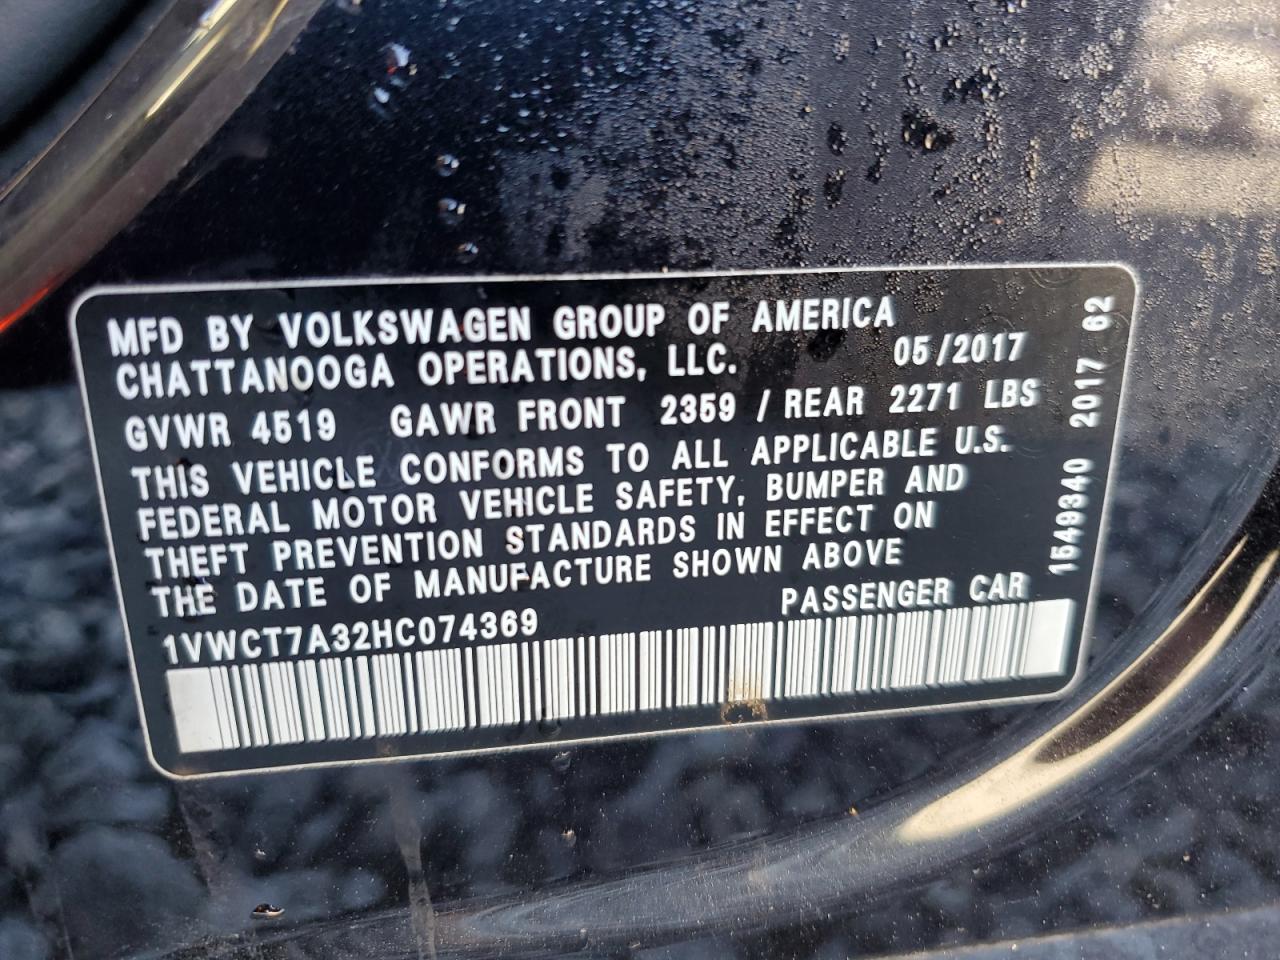 MFD BY VOLKSWAGEN GROUP OF AMERICA
CHATTANOOGA OPERATIONS, LLC. 05/2017
GVWR 4519 GAWR FRONT 2359 / REAR 2271 LBS
THIS VEHICLE CONFORMS TO ALL APPLICABLE U.S.
FEDERAL MOTOR VEHICLE SAFETY, BUMPER AND
THEFT PREVENTION STANDARDS IN EFFECT ON
THE DATE OF MANUFACTURE SHOWN ABOVE
1VWCT7A32HC074369 PASSENGER CAR
1549340 2017 62